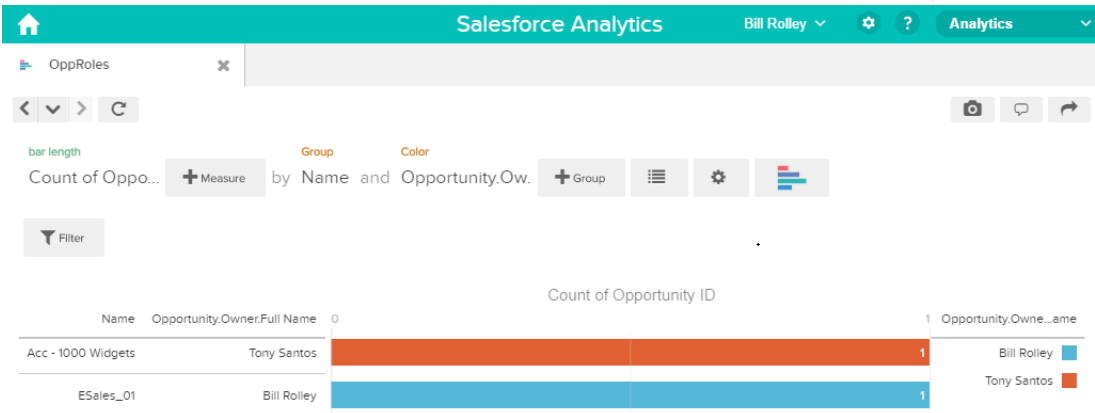 Salesforce Analytics Bill Rolley ? Analytics
OppRoles
bar length Group Color
Count of Oppo... Measure by Name and Opportunity.Ow. Group
Filter
Count of Opportunity ID
Name Opportunity.Owner.Full Name 0 1 Opportunity.Owne...ame
Acc - 1000 Widgets Tony Santos 1 Bill Rolley
Tony Santos
ESales_01 Bill Rolley 1